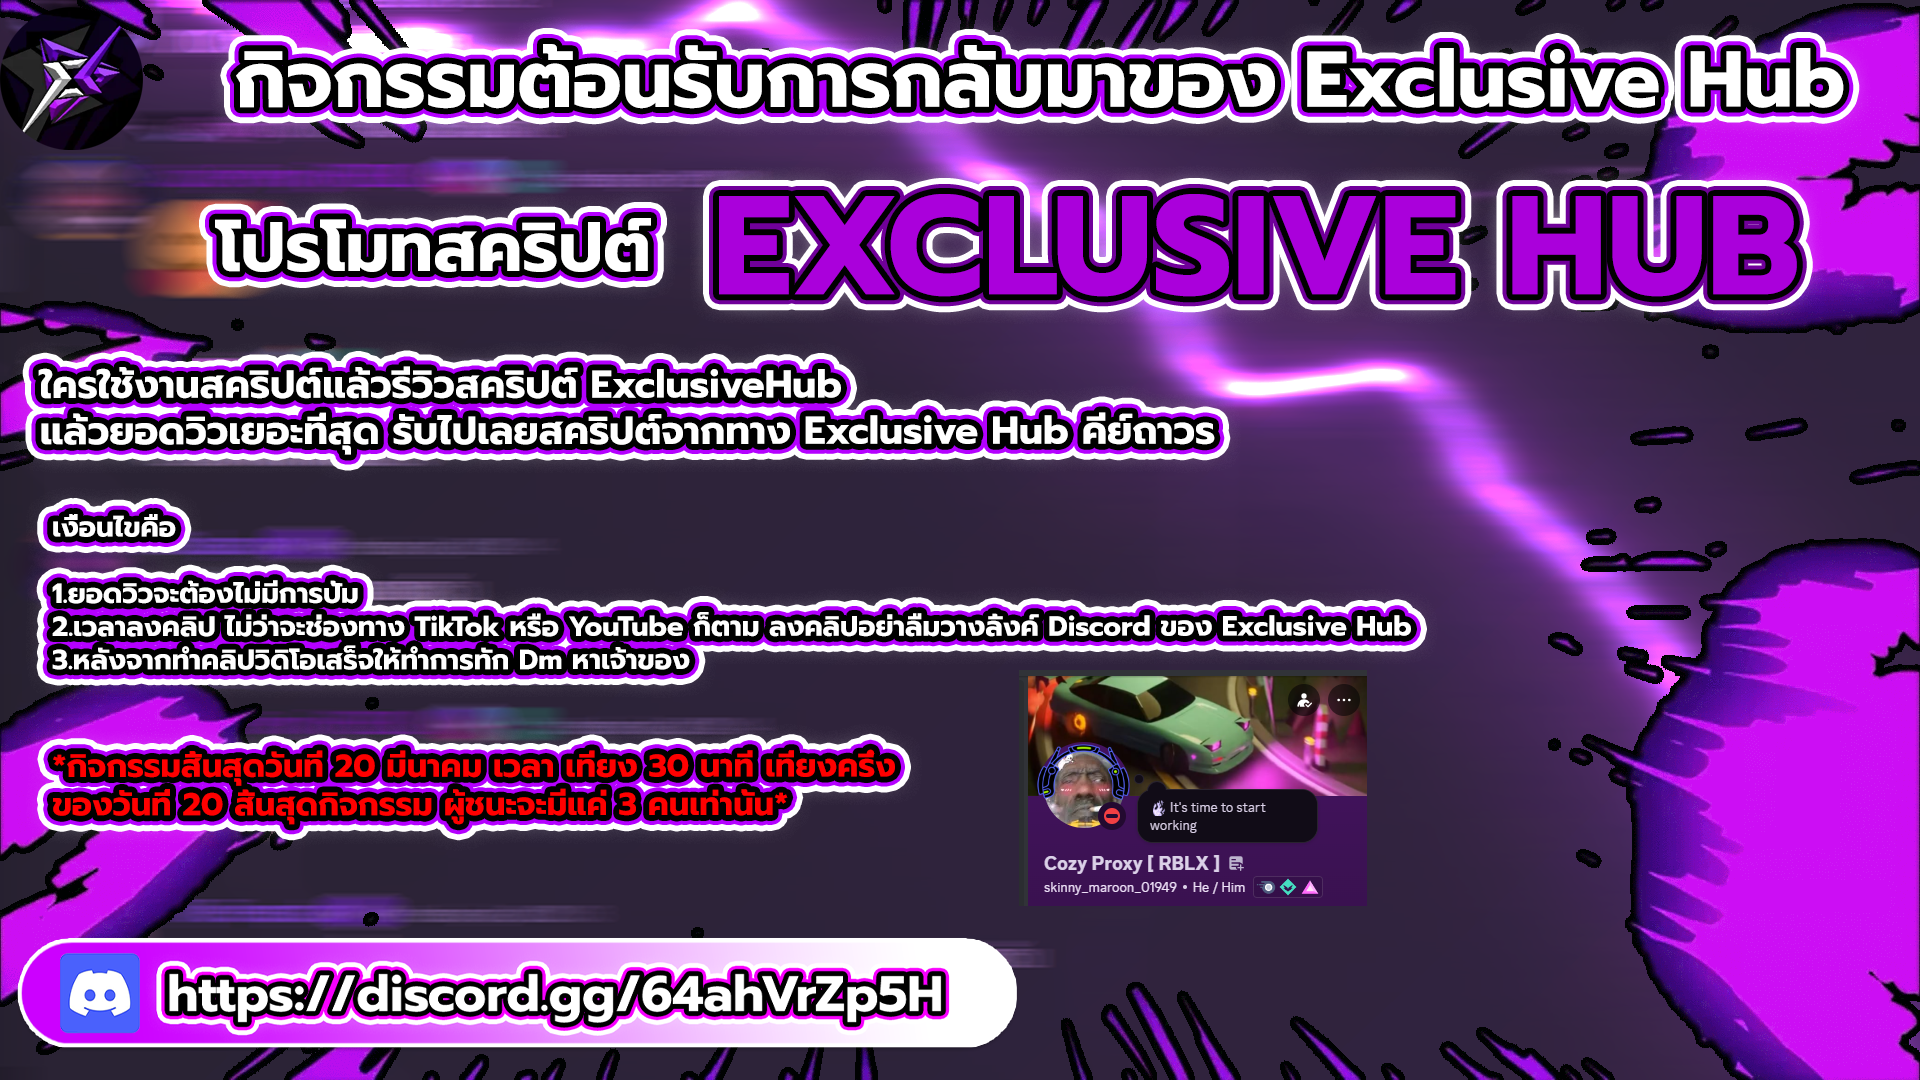 กิจกรรมต้อนรับการกลับมาของ Exclusive Hub
โปรโมทสคริปต์ EXCLUSIVE HUB
ใครใช้งานสคริปต์แล้วรีวิวสคริปต์ ExclusiveHub
แล้วยอดวิวเยอะที่สุด รับไปเลยสคริปต์จากทาง Exclusive Hub คีย์ถาวร
เงื่อนไขคือ
1.ยอดวิวจะต้องไม่มีการปั้ม
2.เวลาลงคลิป ไม่ว่าจะช่องทาง TikTok หรือ YouTube ก็ตาม ลงคลิปอย่าลืมวางลิ้งค์ Discord ของ Exclusive Hub
3.หลังจากทำคลิปวิดิโอเสร็จให้ทำการทัก Dm หาเจ้าของ
*กิจกรรมสิ้นสุดวันที่ 20 มีนาคม เวลา เที่ยง 30 นาที เที่ยงครึ่ง
ของวันที่ 20 สิ้นสุดกิจกรรม ผู้ชนะจะมีแค่ 3 คนเท่านั้น*
It's time to start
working
Cozy Proxy [ RBLX ]
skinny_maroon_01949 • He / Him
https://discord.gg/64ahVrZp5H